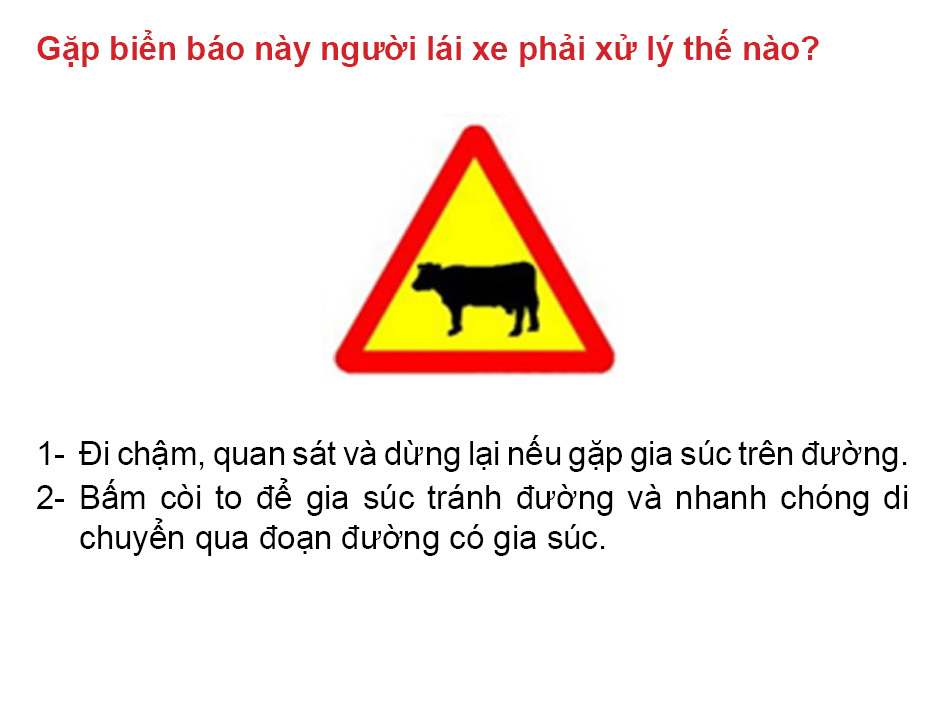 Gặp biển báo này người lái xe phải xử lý thế nào?
1- Đi chậm, quan sát và dừng lại nếu gặp gia súc trên đường.
2- Bấm còi to để gia súc tránh đường và nhanh chóng di
chuyển qua đoạn đường có gia súc.